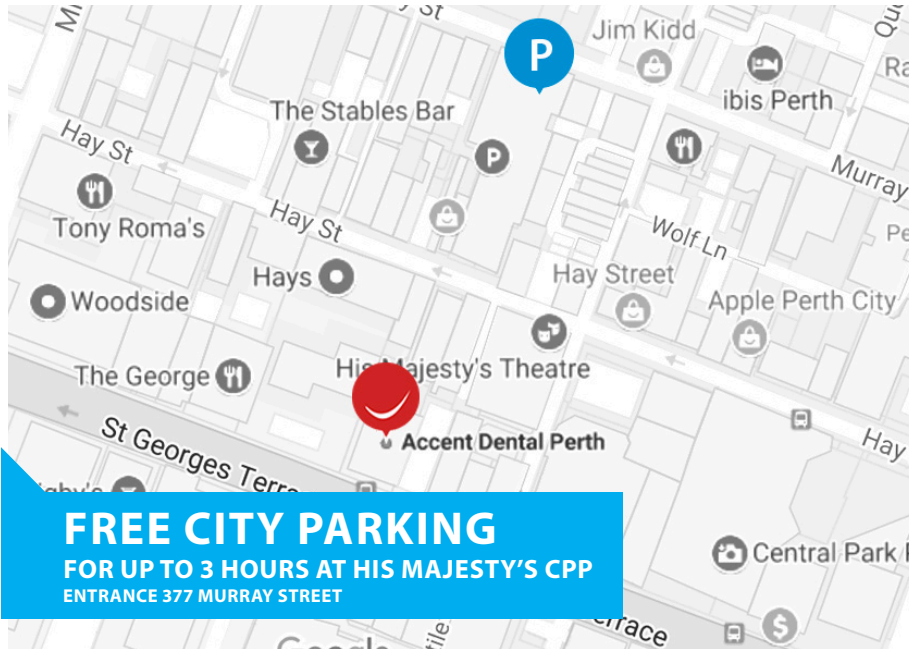 St
Jim Kidd
P
ibis Perth
The Stables Bar
P
Hay St
Murray
Tony Roma's
Hay St
Wolf Ln
Hays
Hay Street
Woodside
Apple Perth City
His Majesty's Theatre
The George
Accent Dental Perth
Hay
St Georges Terrace
FREE CITY PARKING
FOR UP TO 3 HOURS AT HIS MAJESTY'S CPP
ENTRANCE 377 MURRAY STREET
Central Park
$